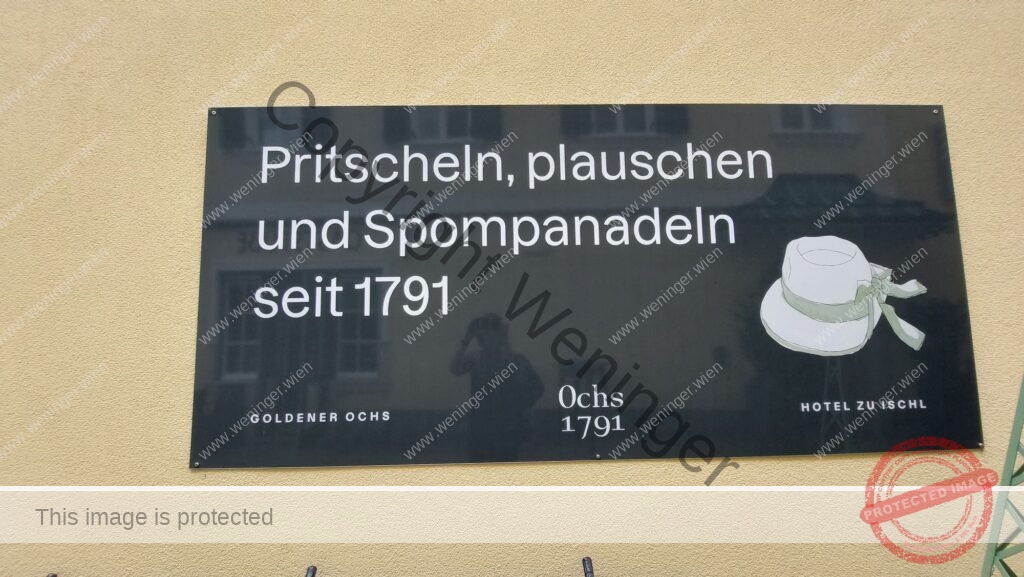 Pritscheln, plauschen
und Spompanadeln
seit 1791
GOLDENER OCHS
Ochs
1791
HOTEL ZU ISCHL
Copyright Weninger
www.weninger.wien
This image is protected
PROTECTED IMAGE